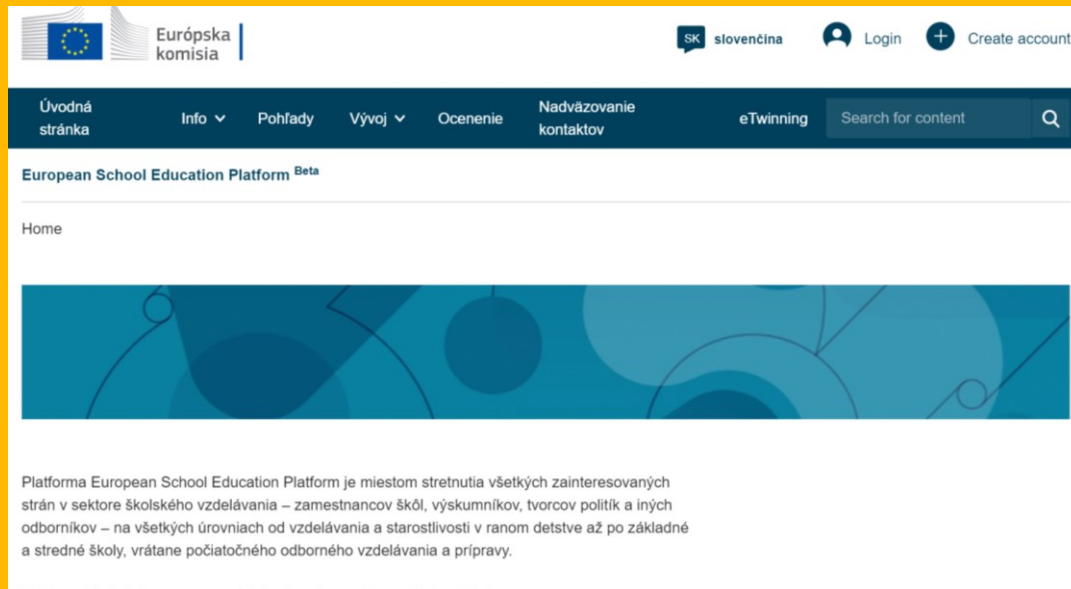 Európska
komisia
SK slovenčina Login Create account
Úvodná
stránka
Info Pohľady Vývoj Ocenenie
Nadväzovanie
kontaktov
eTwinning Search for content
European School Education Platform Beta
Home
Platforma European School Education Platform je miestom stretnutia všetkých zainteresovaných
strán v sektore školského vzdelávania – zamestnancov škôl, výskumníkov, tvorcov politík a iných
odborníkov – na všetkých úrovniach od vzdelávania a starostlivosti v ranom detstve až po základné
a stredné školy, vrátane počiatočného odborného vzdelávania a prípravy.